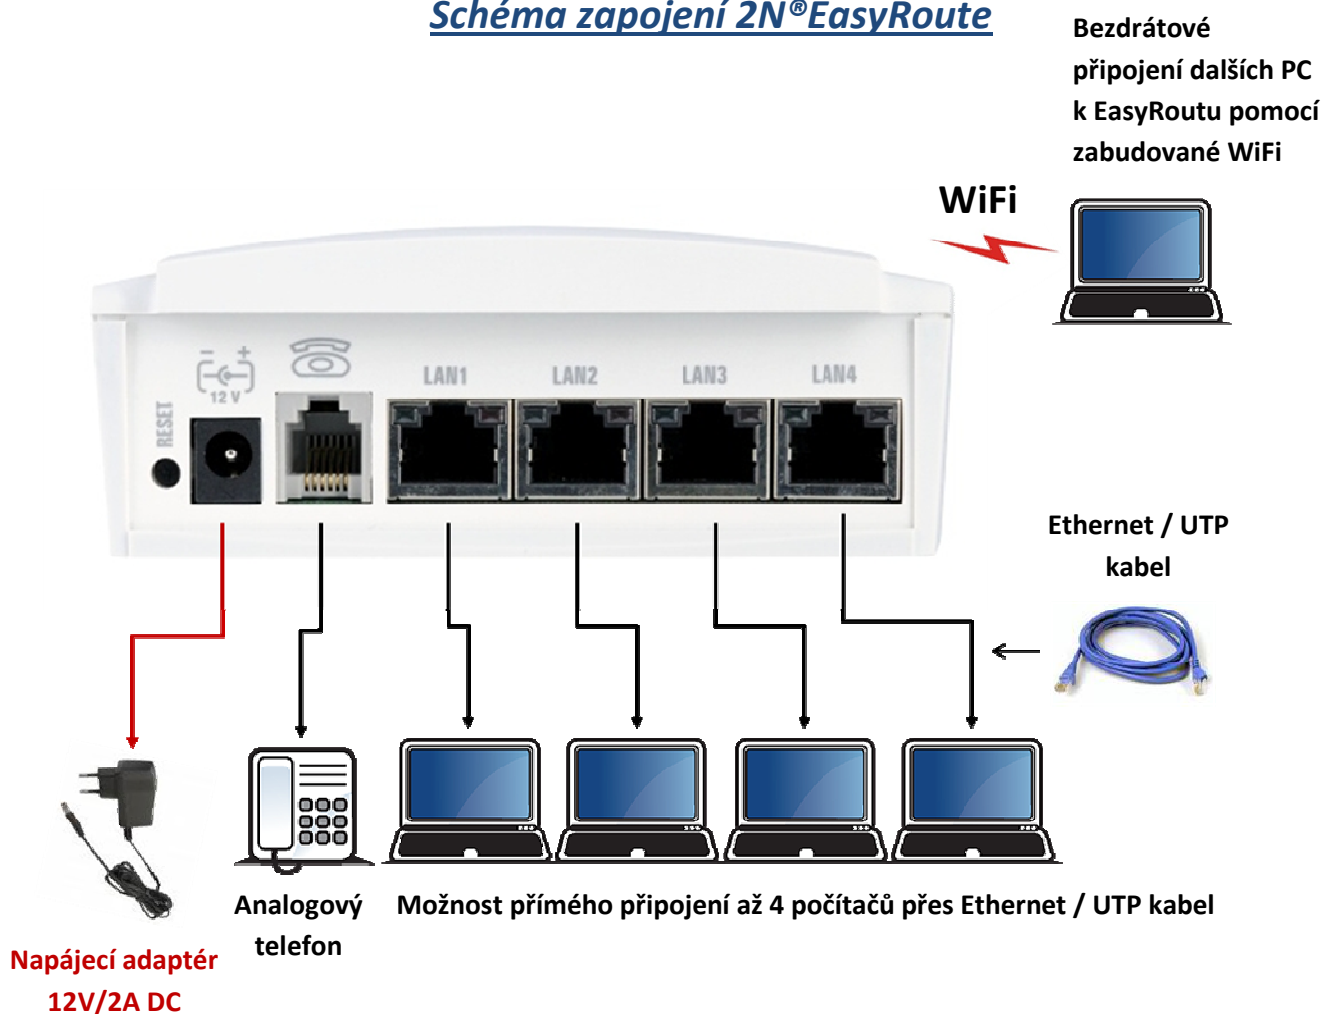 Schéma zapojení 2N®EasyRoute
Bezdrátové
připojení dalších PC
k EasyRoutu pomocí
zabudované WiFi
WiFi
- +
12 V
RESET
LAN1
LAN2
LAN3
LAN4
Ethernet / UTP
kabel
Analogový
telefon
Možnost přímého připojení až 4 počítačů přes Ethernet / UTP kabel
Napájecí adaptér
12V/2A DC